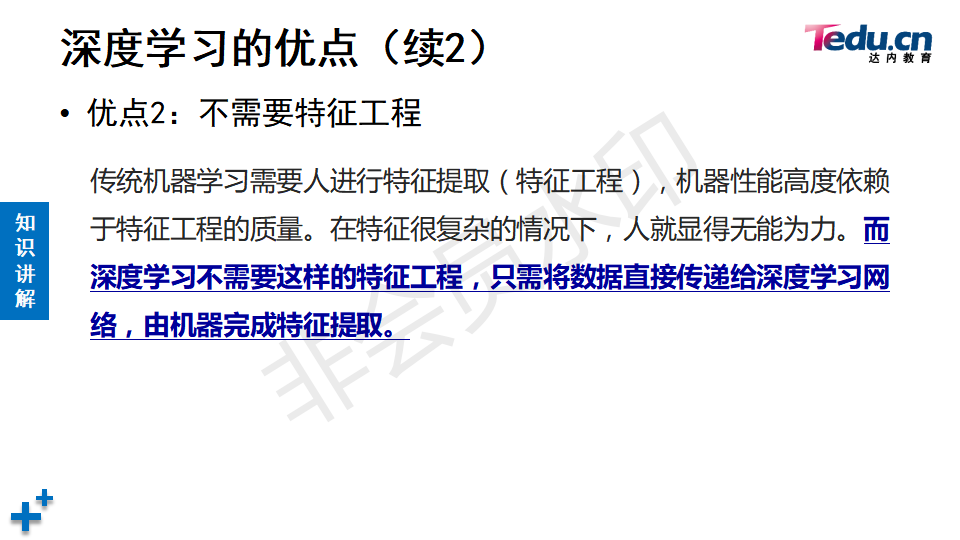 深度学习的优点（续2）
Tedu.cn
达内教育
• 优点2：不需要特征工程
传统机器学习需要人进行特征提取（特征工程），机器性能高度依赖
于特征工程的质量。在特征很复杂的情况下，人就显得无能为力。而
深度学习不需要这样的特征工程，只需将数据直接传递给深度学习网
络，由机器完成特征提取。
知
识
讲
解
非会员水印